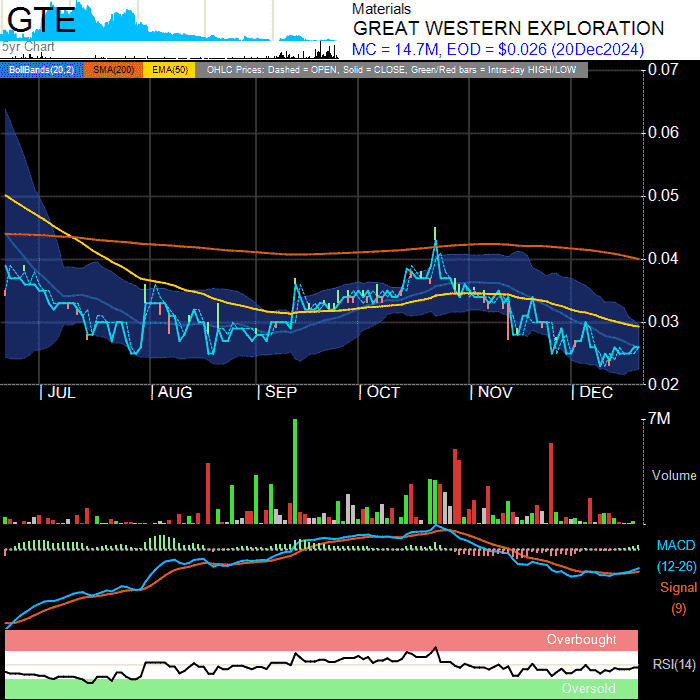 GTE
5yr Chart
Materials
GREAT WESTERN EXPLORATION
MC = 14.7M, EOD = $0.026 (20Dec2024)
BollBands(20,2) SMA(200) EMA(50) OHLC Prices: Dashed = OPEN, Solid = CLOSE, Green/Red bars = Intra-day HIGH/LOW
0.07
0.06
0.05
0.04
0.03
0.02
JUL AUG SEP OCT NOV DEC
7M
Volume
MACD
(12-26)
Signal
(9)
Overbought
RSI(14)
Oversold